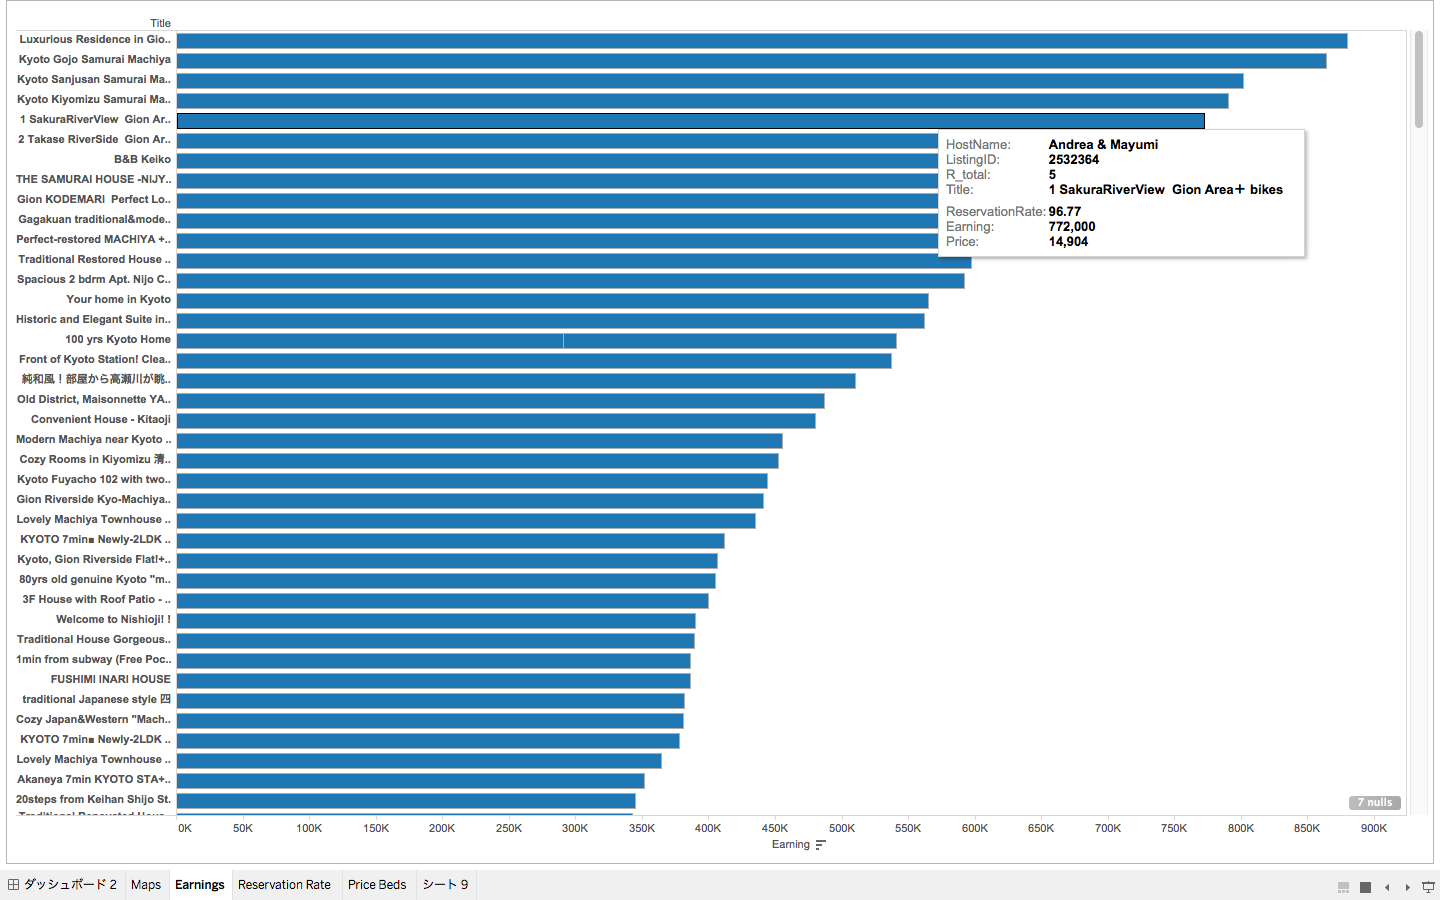 Title
Luxurious Residence in Gio..
Kyoto Gojo Samurai Machiya
Kyoto Sanjusan Samurai Ma..
Kyoto Kiyomizu Samurai Ma..
1 SakuraRiverView Gion Ar..
2 Takase RiverSide Gion Ar..
B&B Keiko
THE SAMURAI HOUSE -NIJY..
Gion KODEMARI Perfect Lo..
Gagakuan traditional&mode..
Perfect-restored MACHIYA +..
Traditional Restored House ..
Spacious 2 bdrm Apt. Nijo C..
Your home in Kyoto
Historic and Elegant Suite in..
100 yrs Kyoto Home
Front of Kyoto Station! Clea..
純和風！部屋から高瀬川が眺..
Old District, Maisonnette YA..
Convenient House - Kitaoji
Modern Machiya near Kyoto ..
Cozy Rooms in Kiyomizu 清..
Kyoto Fuyacho 102 with two..
Gion Riverside Kyo-Machiya..
Lovely Machiya Townhouse ..
KYOTO 7min■ Newly-2LDK ..
Kyoto, Gion Riverside Flat!+..
80yrs old genuine Kyoto "m..
3F House with Roof Patio - ..
Welcome to Nishioji! !
Traditional House Gorgeous..
1min from subway (Free Poc..
FUSHIMI INARI HOUSE
traditional Japanese style 四
Cozy Japan&Western "Mach..
KYOTO 7min■ Newly-2LDK ..
Lovely Machiya Townhouse ..
Akaneya 7min KYOTO STA+..
20steps from Keihan Shijo St.
Traditional Renovated Hous..
HostName: Andrea & Mayumi
ListingID: 2532364
R_total: 5
Title: 1 SakuraRiverView Gion Area＋ bikes
ReservationRate: 96.77
Earning: 772,000
Price: 14,904
7 nulls
0K 50K 100K 150K 200K 250K 300K 350K 400K 450K 500K 550K 600K 650K 700K 750K 800K 850K 900K
Earning
ダッシュボード 2 Maps Earnings Reservation Rate Price Beds シート 9